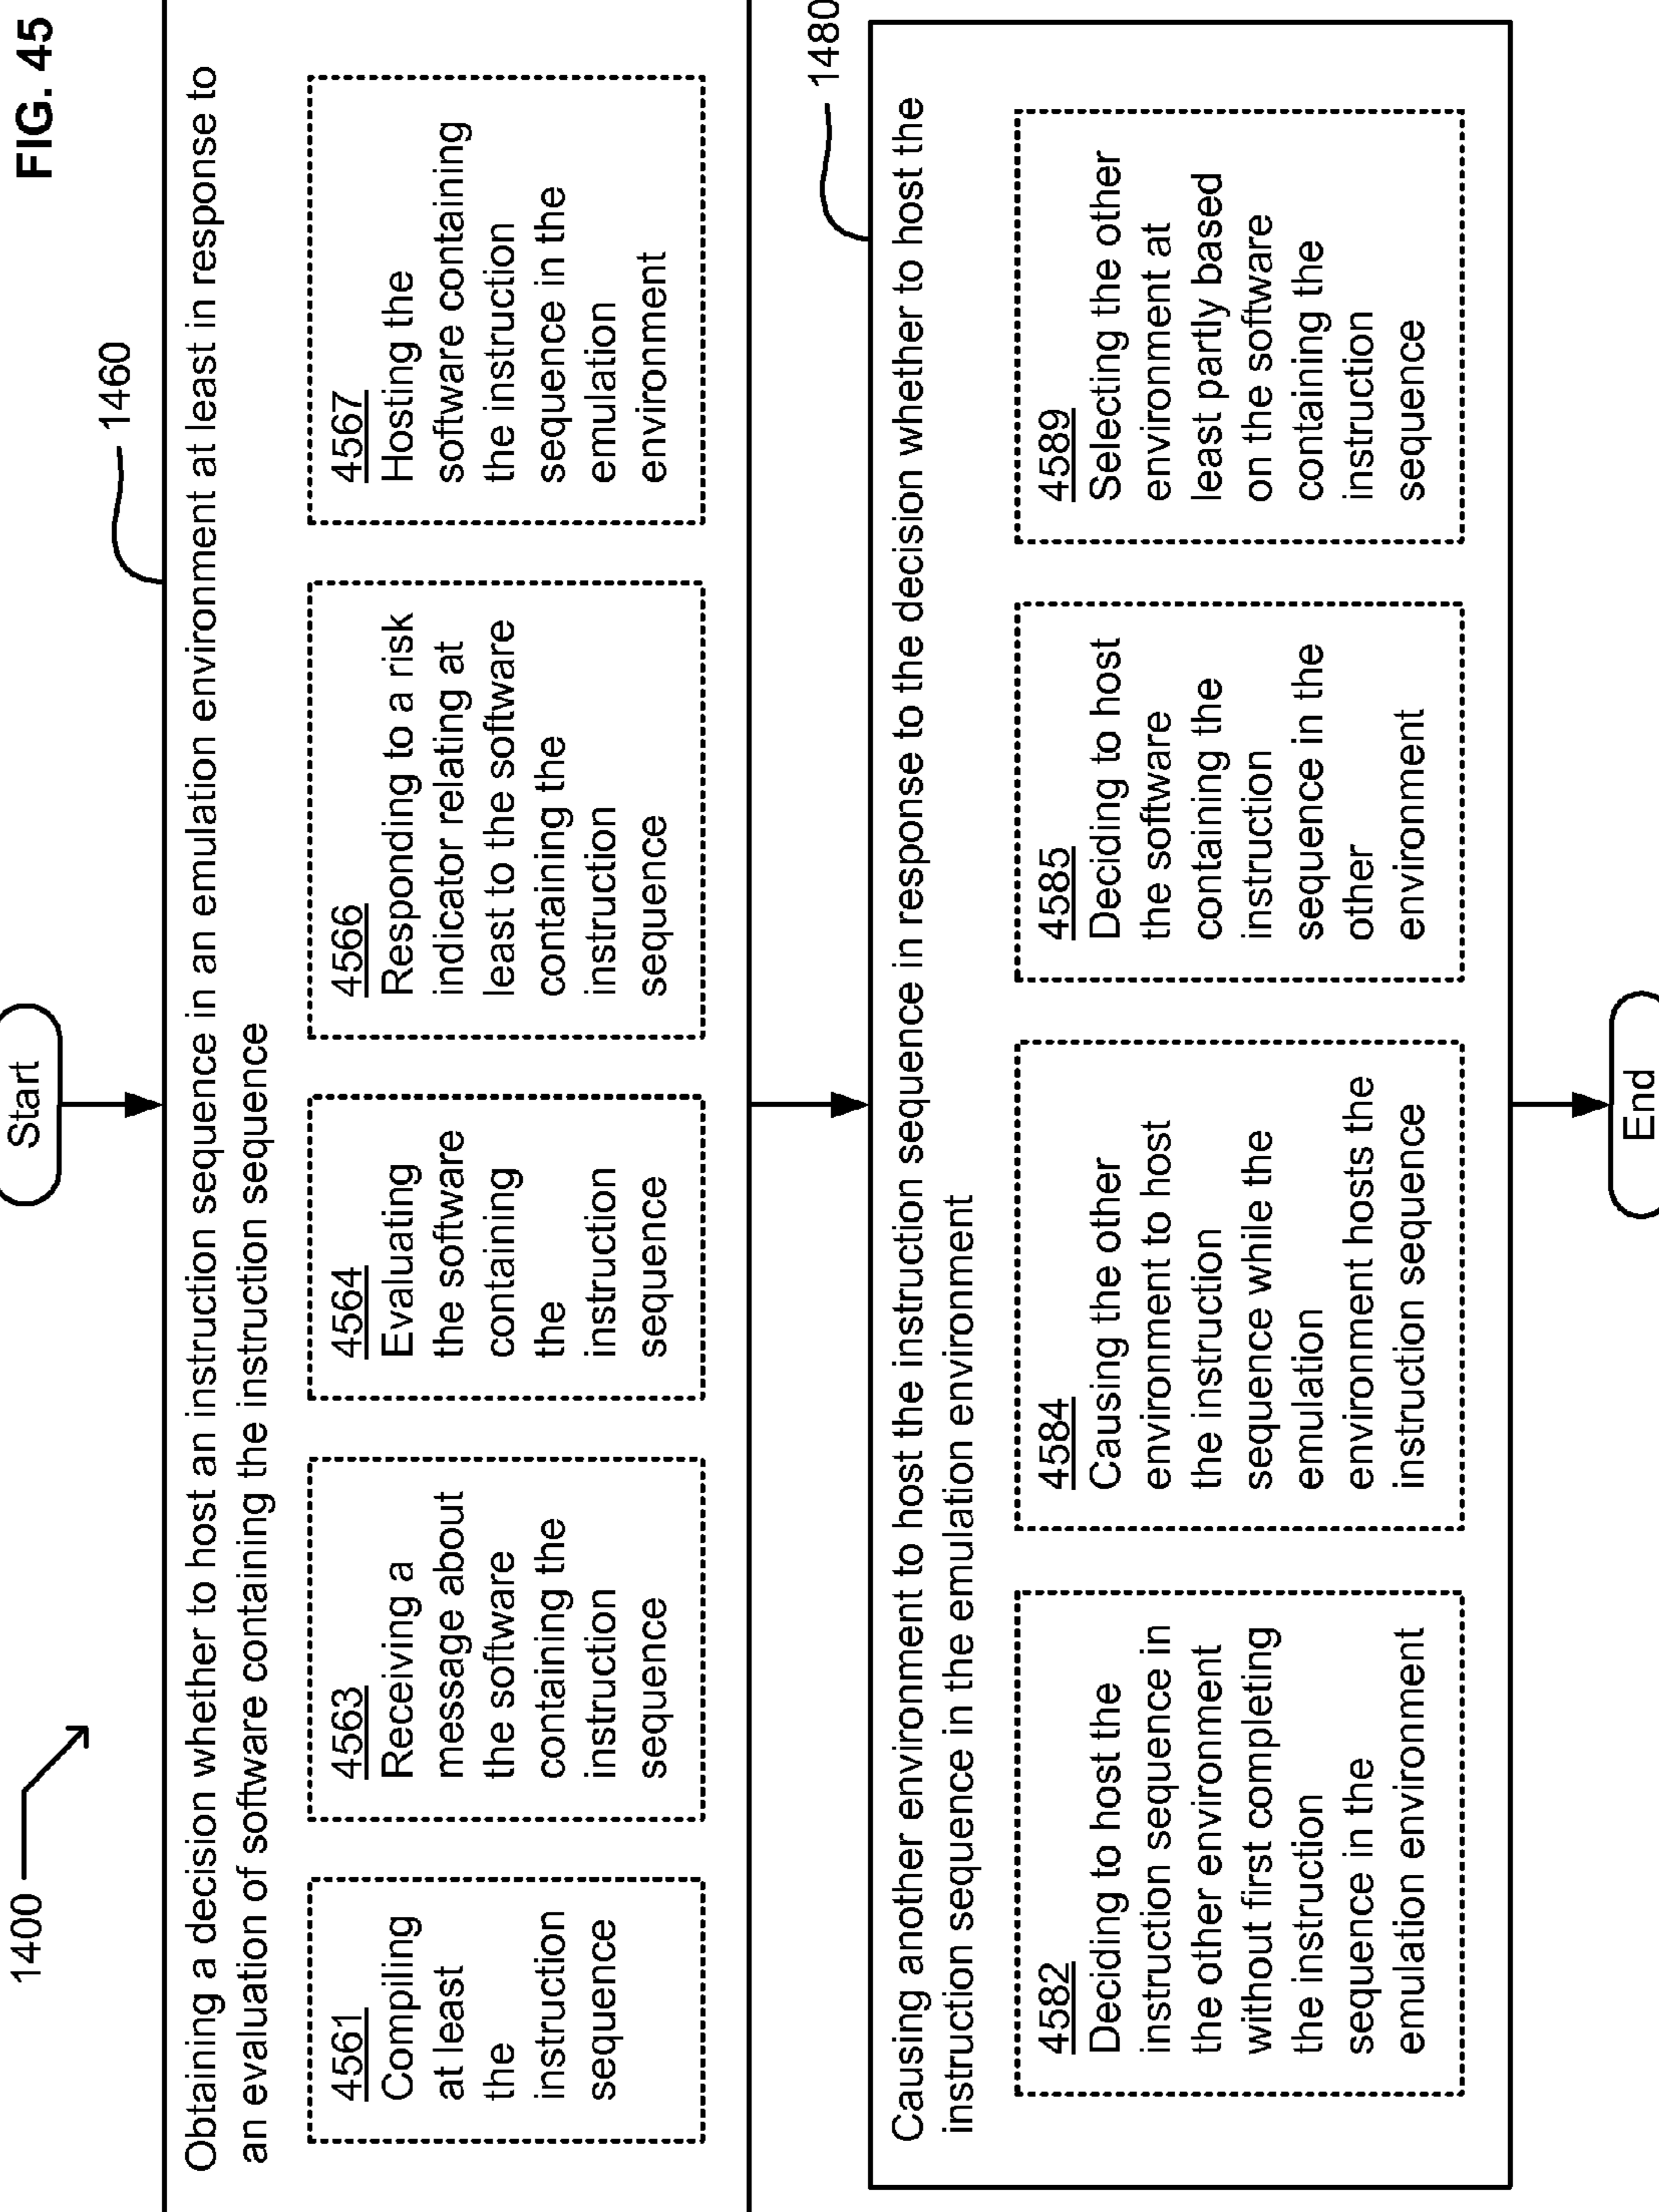 FIG. 45
1400
Start
1460
Obtaining a decision whether to host an instruction sequence in an emulation environment at least in response to
an evaluation of software containing the instruction sequence
4561
Compiling
at least
the
instruction
sequence
4563
Receiving a
message about
the software
containing the
instruction
sequence
4564
Evaluating
the software
containing
the
instruction
sequence
4566
Responding to a risk
indicator relating at
least to the software
containing the
instruction
sequence
4567
Hosting the
software containing
the instruction
sequence in the
emulation
environment
1480
Causing another environment to host the instruction sequence in response to the decision whether to host the
instruction sequence in the emulation environment
4582
Deciding to host the
instruction sequence in
the other environment
without first completing
the instruction
sequence in the
emulation environment
4584
Causing the other
environment to host
the instruction
sequence while the
emulation
environment hosts the
instruction sequence
4585
Deciding to host
the software
containing the
instruction
sequence in the
other
environment
4589
Selecting the other
environment at
least partly based
on the software
containing the
instruction
sequence
End